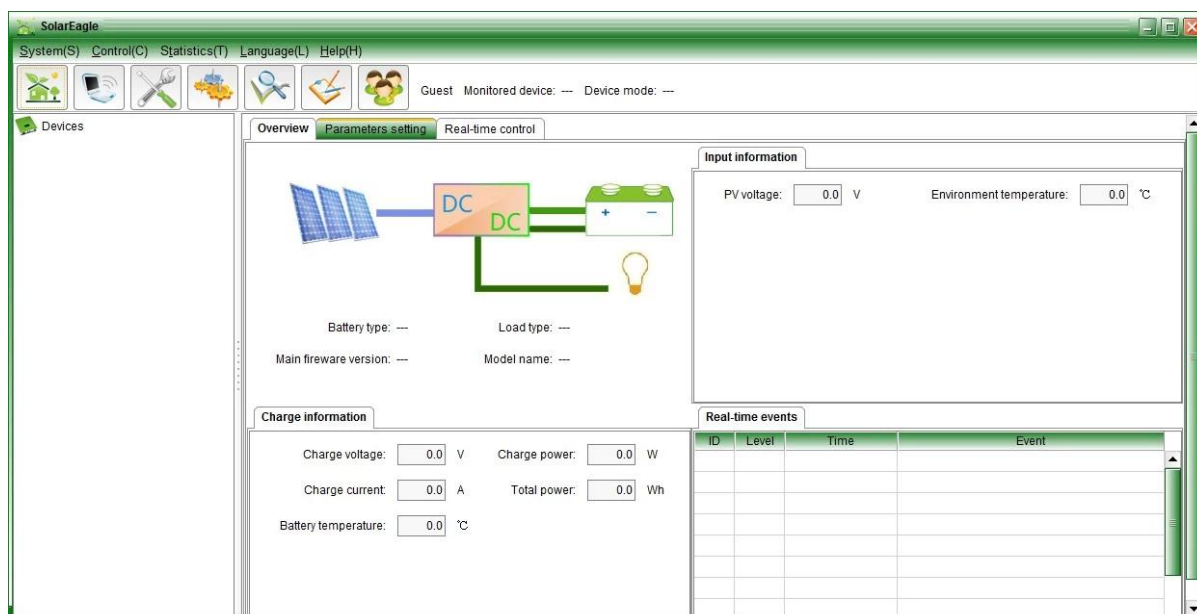 SolarEagle
System(S) Control(C) Statistics(T) Language(L) Help(H)
Guest Monitored device: --- Device mode: ---
Devices
Overview Parameters setting Real-time control
DC
DC
+ −
Battery type: --- Load type: ---
Main fireware version: --- Model name: ---
Input information
PV voltage: 0.0 V Environment temperature: 0.0 ℃
Charge information
Charge voltage: 0.0 V Charge power: 0.0 W
Charge current: 0.0 A Total power: 0.0 Wh
Battery temperature: 0.0 ℃
Real-time events
ID Level Time Event